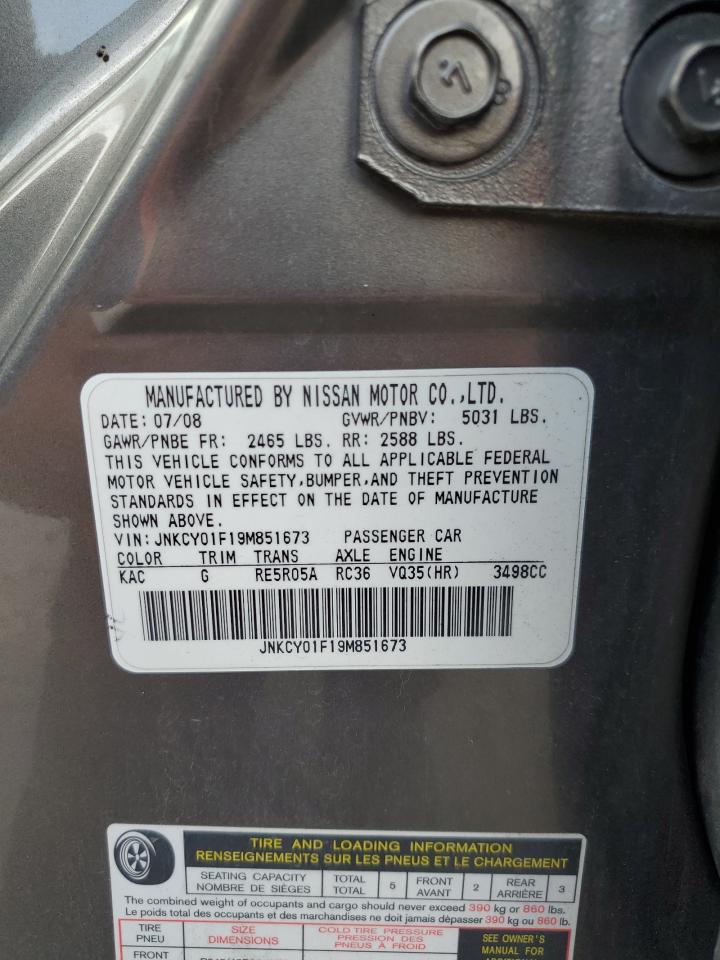 8
MANUFACTURED BY NISSAN MOTOR CO.,LTD.
DATE: 07/08 GVWR/PNBV: 5031 LBS.
GAWR/PNBE FR: 2465 LBS. RR: 2588 LBS.
THIS VEHICLE CONFORMS TO ALL APPLICABLE FEDERAL
MOTOR VEHICLE SAFETY,BUMPER,AND THEFT PREVENTION
STANDARDS IN EFFECT ON THE DATE OF MANUFACTURE
SHOWN ABOVE.
VIN: JNKCY01F19M851673 PASSENGER CAR
COLOR TRIM TRANS AXLE ENGINE
KAC G RE5R05A RC36 VQ35(HR) 3498CC
JNKCY01F19M851673
TIRE AND LOADING INFORMATION
RENSEIGNEMENTS SUR LES PNEUS ET LE CHARGEMENT
SEATING CAPACITY TOTAL 5 FRONT 2 REAR 3
NOMBRE DE SIÈGES TOTAL AVANT ARRIÈRE
The combined weight of occupants and cargo should never exceed 390 kg or 860 lbs.
Le poids total des occupants et du chargement ne doit jamais dépasser 390 kg ou 860 lb.
TIRE SIZE COLD TIRE PRESSURE SEE OWNER'S
PNEU DIMENSIONS PRESSION DES PNEUS À FROID MANUAL FOR
FRONT